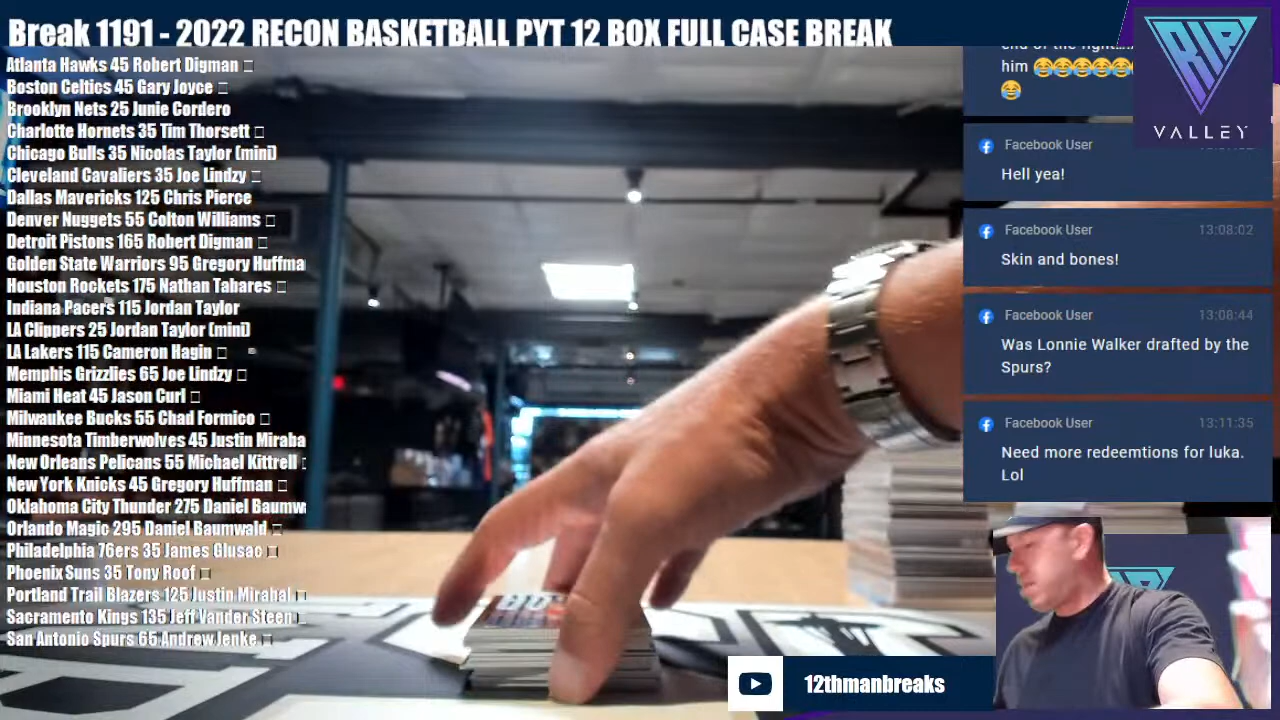 Break 1191 - 2022 RECON BASKETBALL PYT 12 BOX FULL CASE BREAK
Atlanta Hawks 45 Robert Digman
Boston Celtics 45 Gary Joyce
Brooklyn Nets 25 Junie Cordero
Charlotte Hornets 35 Tim Thorsett
Chicago Bulls 35 Nicolas Taylor (mini)
Cleveland Cavaliers 35 Joe Lindzy
Dallas Mavericks 125 Chris Pierce
Denver Nuggets 55 Colton Williams
Detroit Pistons 165 Robert Digman
Golden State Warriors 95 Gregory Huffma
Houston Rockets 175 Nathan Tabares
Indiana Pacers 115 Jordan Taylor
LA Clippers 25 Jordan Taylor (mini)
LA Lakers 115 Cameron Hagin
Memphis Grizzlies 65 Joe Lindzy
Miami Heat 45 Jason Curl
Milwaukee Bucks 55 Chad Formico
Minnesota Timberwolves 45 Justin Miraba
New Orleans Pelicans 55 Michael Kittrell
New York Knicks 45 Gregory Huffman
Oklahoma City Thunder 275 Daniel Baumw
Orlando Magic 295 Daniel Baumwald
Philadelphia 76ers 35 James Glusac
Phoenix Suns 35 Tony Roof
Portland Trail Blazers 125 Justin Mirabal
Sacramento Kings 135 Jeff Vander Steen
San Antonio Spurs 65 Andrew Jenke
him 😂😂😂😂😂
😂
RIP
VALLEY
Facebook User
Hell yea!
Facebook User 13:08:02
Skin and bones!
Facebook User 13:08:44
Was Lonnie Walker drafted by the
Spurs?
Facebook User 13:11:35
Need more redeemtions for luka.
Lol
12thmanbreaks